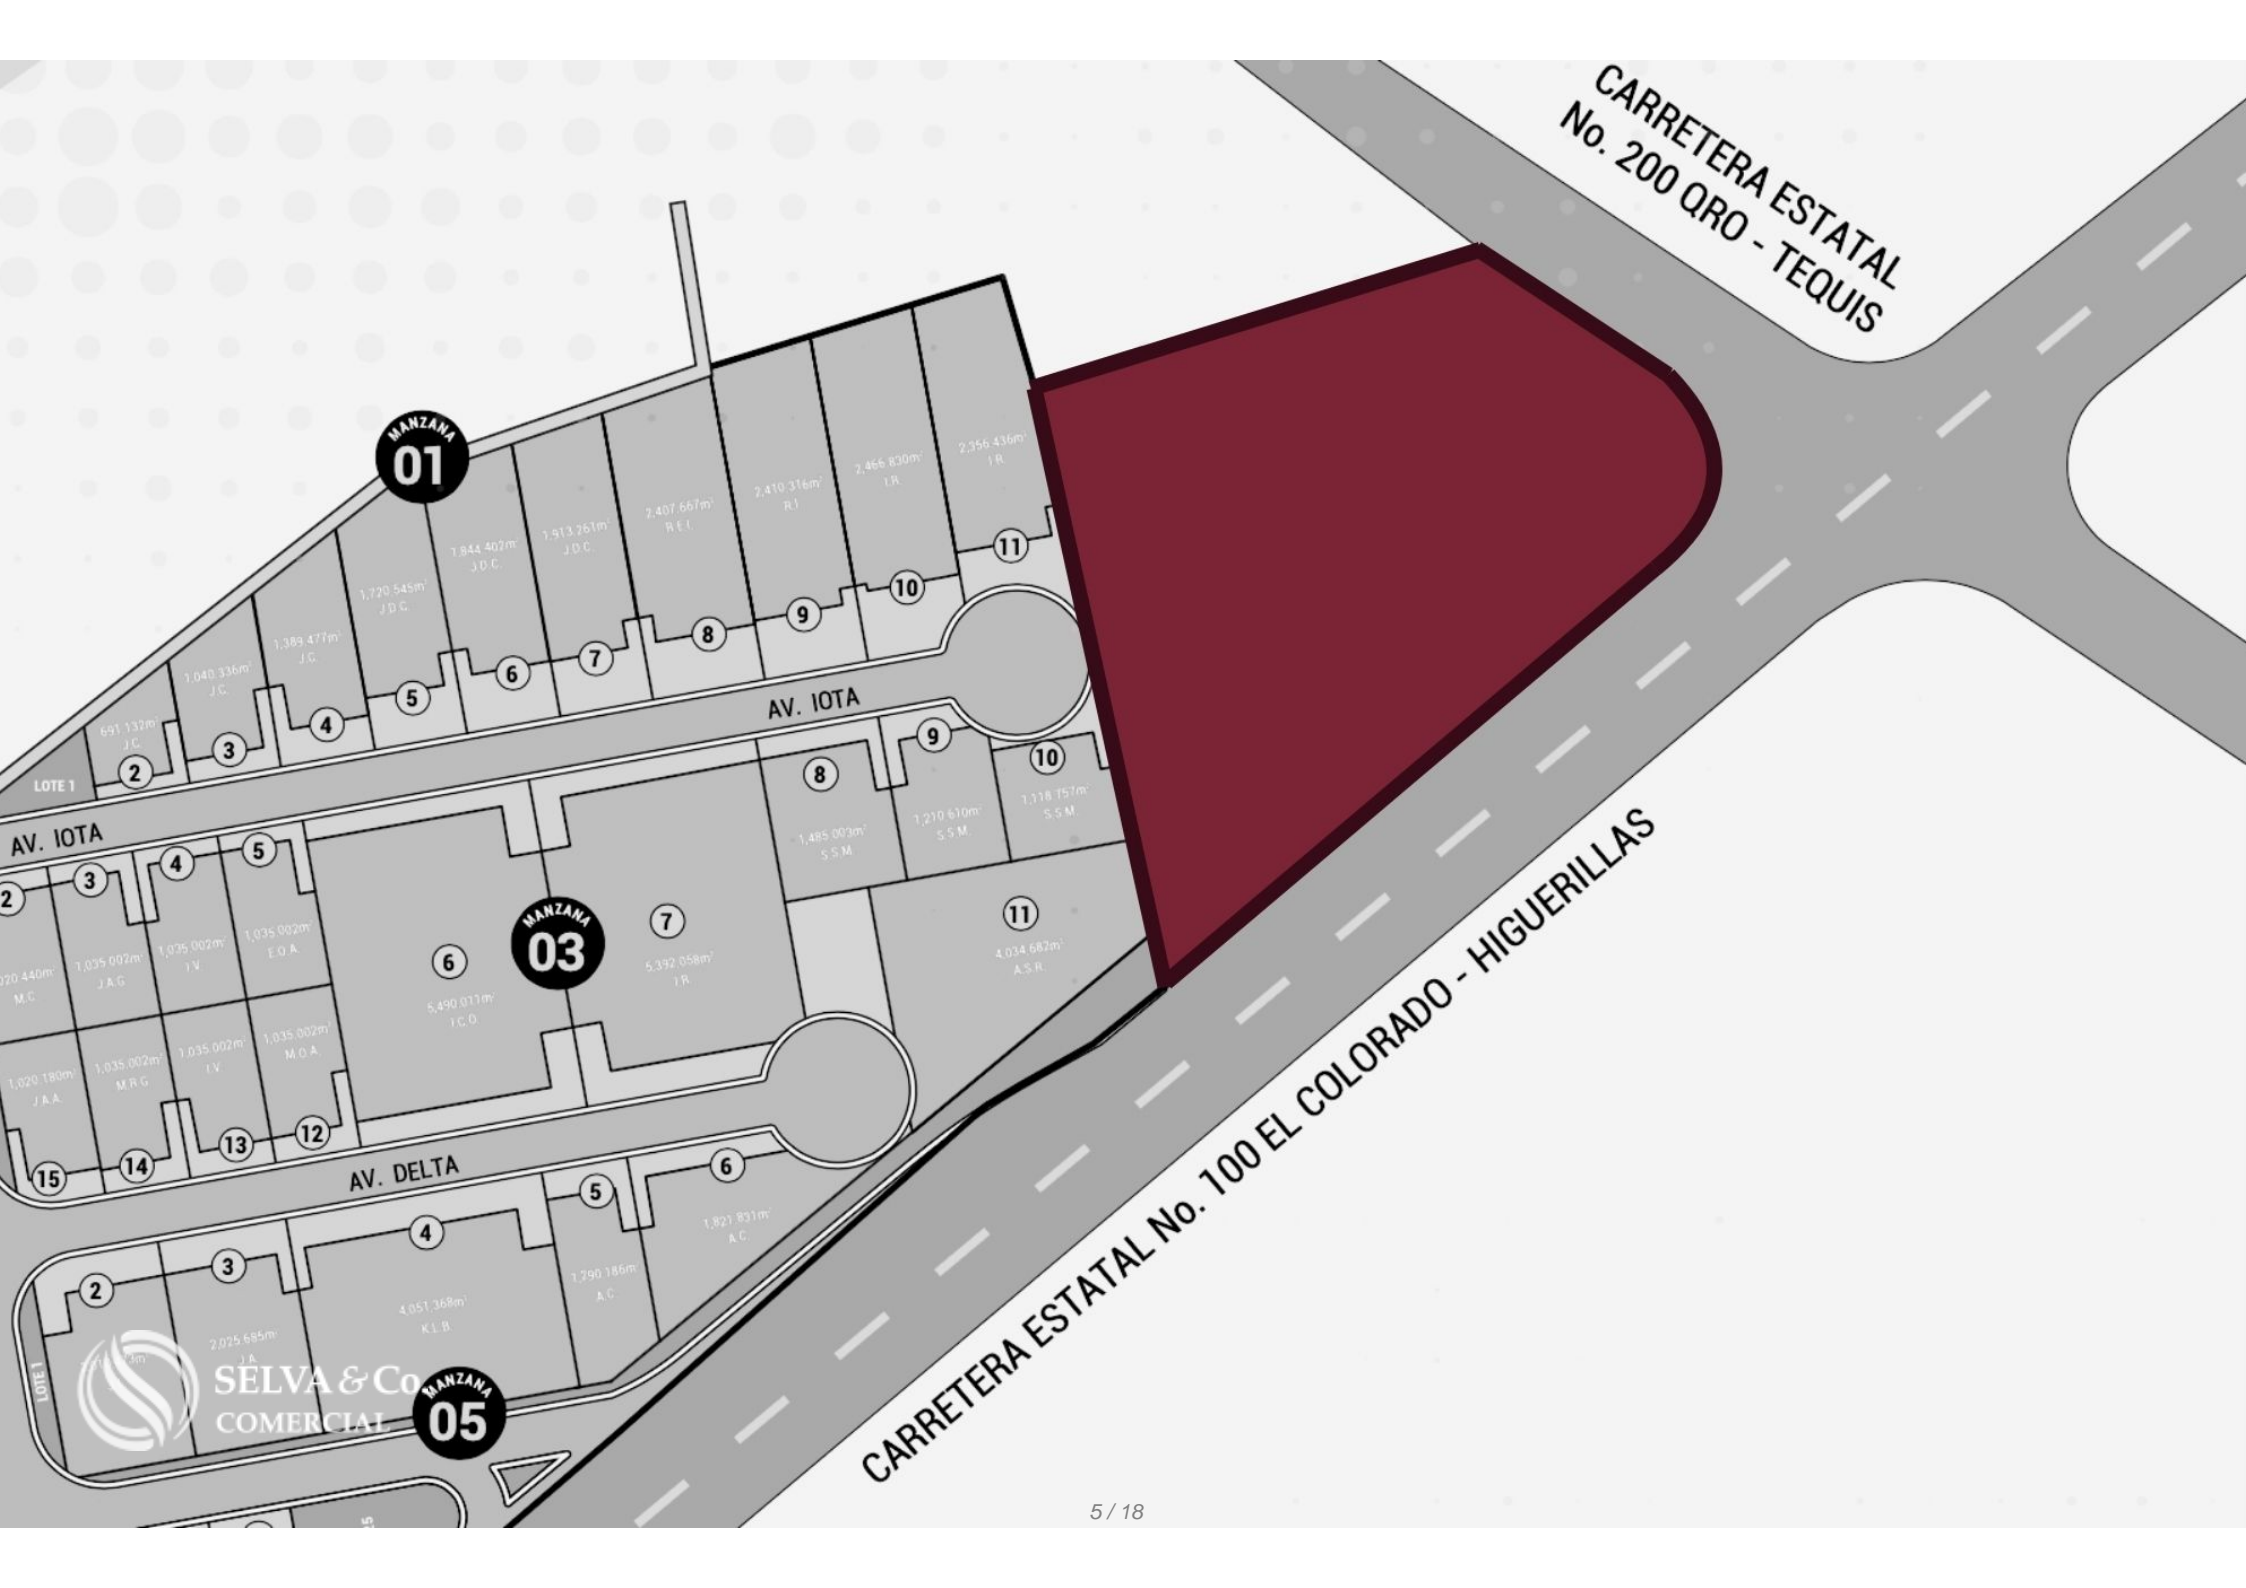 CARRETERA ESTATAL
No. 200 QRO - TEQUIS
MANZANA
01
2,356.436m²
I.R.
2,466.830m²
I.R.
2,410.316m²
R.I.
2,407.667m²
R.E.I.
1,913.261m²
J.D.C.
1,844.402m²
J.D.C.
1,720.545m²
J.D.C.
1,389.477m²
J.C.
1,040.336m²
J.C.
691.132m²
J.C.
LOTE 1
2
3
4
5
6
7
8
9
10
11
AV. IOTA
AV. IOTA
2
3
4
5
8
9
10
1,485.093m²
S.S.M.
1,210.610m²
S.S.M.
1,118.757m²
S.S.M.
MANZANA
03
6
5,490.011m²
7
5,392.058m²
I.R.
11
4,034.682m²
A.S.R.
M.C.
1,035.002m²
J.A.G.
1,035.002m²
I.V.
1,035.002m²
E.O.A.
1,020.180m²
J.A.A.
1,035.002m²
M.R.G.
1,035.002m²
I.V.
1,035.002m²
M.O.A.
15
14
13
12
AV. DELTA
2
3
4
5
6
2,025.685m²
J.A.
4,051.368m²
K.L.B.
1,290.186m²
A.C.
1,821.831m²
A.C.
LOTE 1
SELVA & Co.
COMERCIAL
MANZANA
05
CARRETERA ESTATAL No. 100 EL COLORADO - HIGUERILLAS
5 / 18